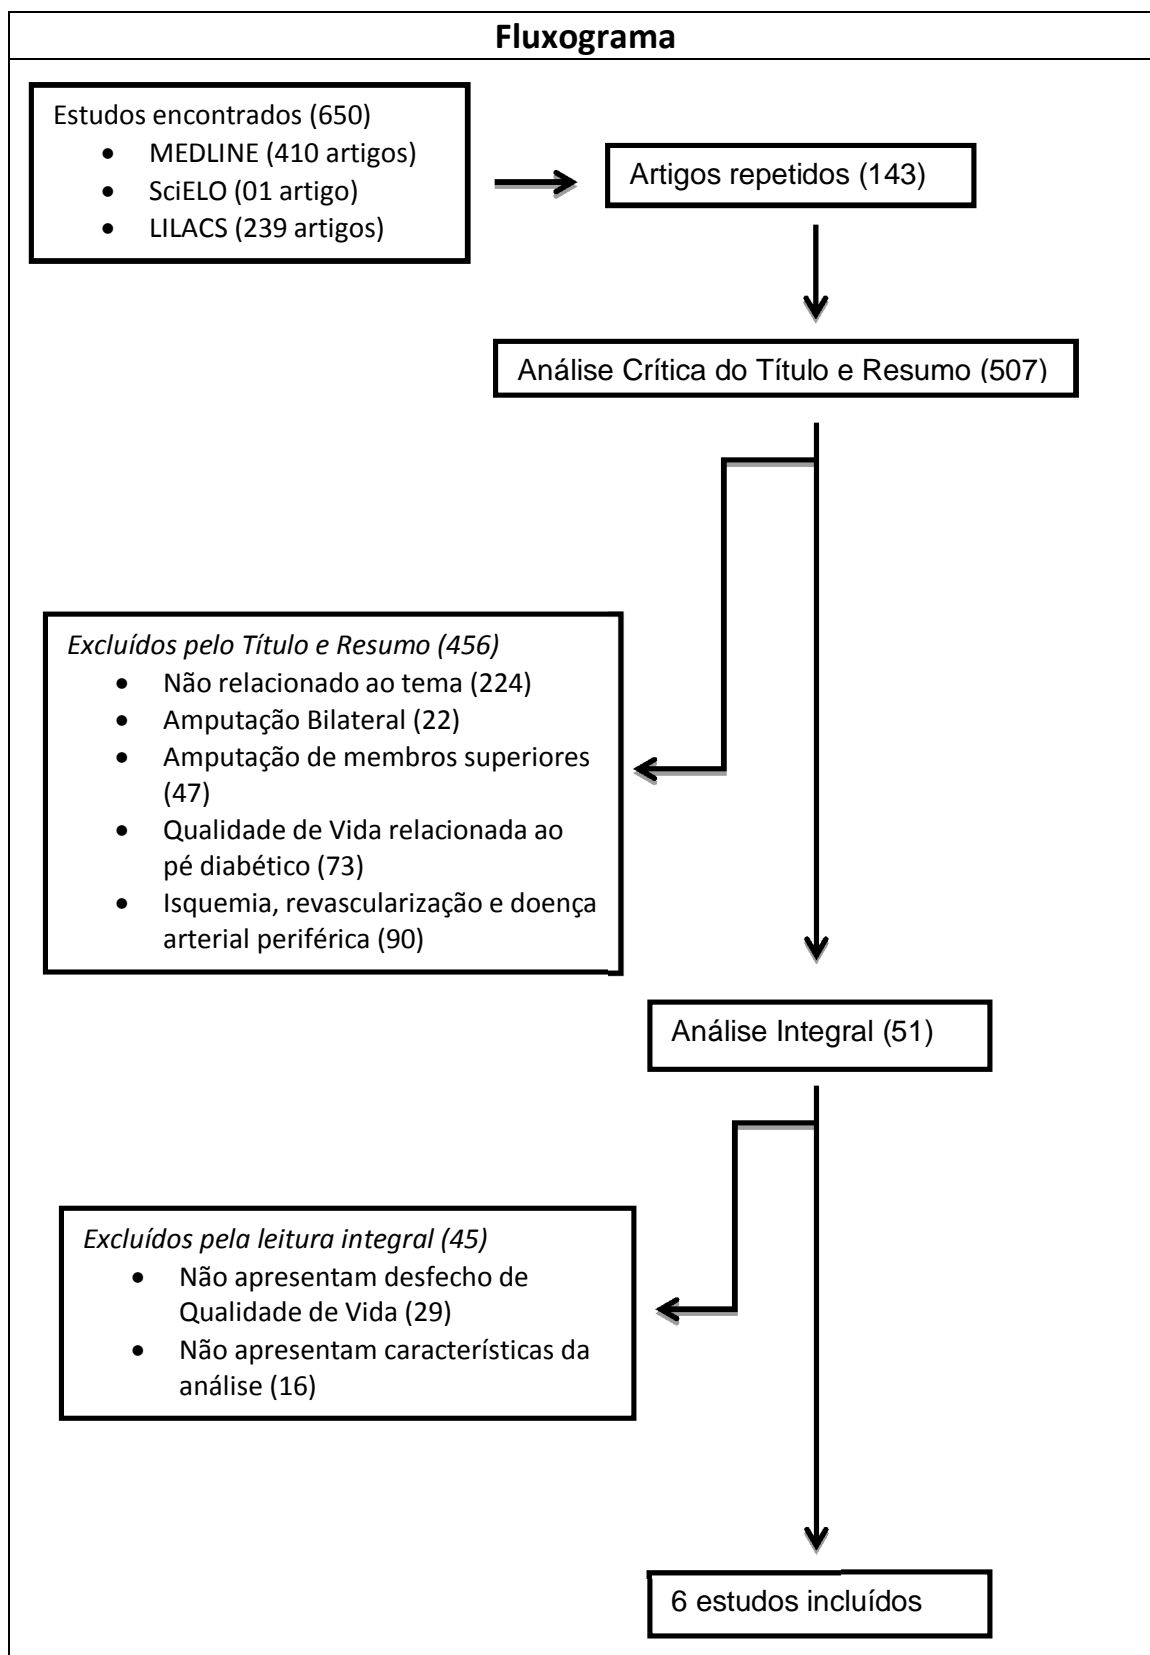 Fluxograma
Estudos encontrados (650)
• MEDLINE (410 artigos)
• SciELO (01 artigo)
• LILACS (239 artigos)
Artigos repetidos (143)
Análise Crítica do Título e Resumo (507)
Excluídos pelo Título e Resumo (456)
• Não relacionado ao tema (224)
• Amputação Bilateral (22)
• Amputação de membros superiores
(47)
• Qualidade de Vida relacionada ao
pé diabético (73)
• Isquemia, revascularização e doença
arterial periférica (90)
Análise Integral (51)
Excluídos pela leitura integral (45)
• Não apresentam desfecho de
Qualidade de Vida (29)
• Não apresentam características da
análise (16)
6 estudos incluídos